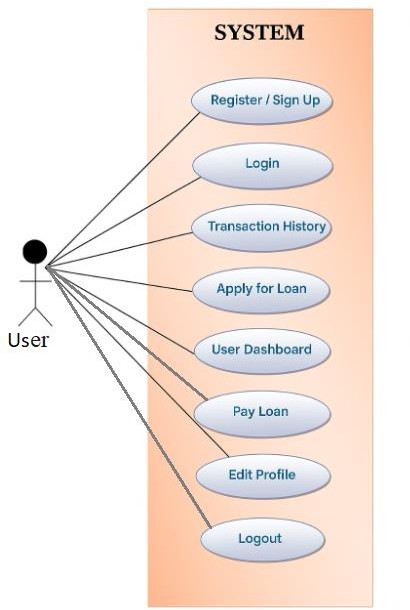 SYSTEM
Register / Sign Up
Login
Transaction History
Apply for Loan
User
User Dashboard
Pay Loan
Edit Profile
Logout